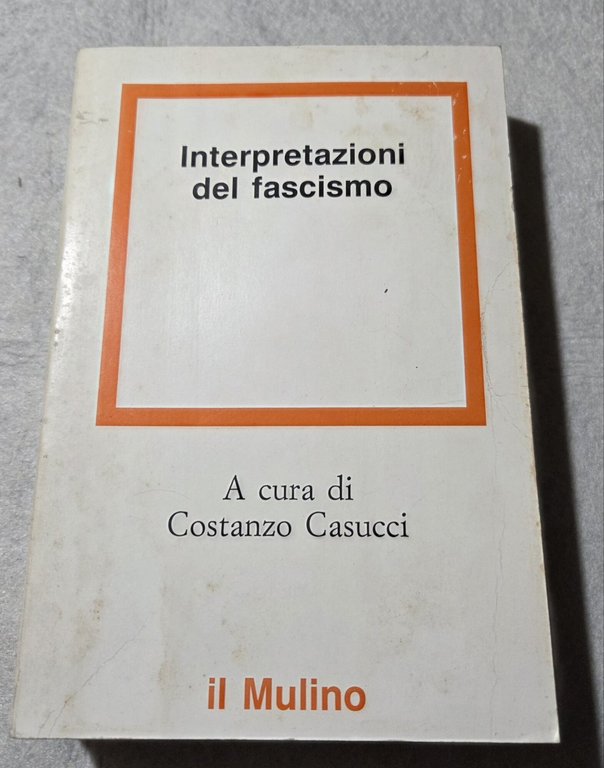 Interpretazioni
del fascismo
A cura di
Costanzo Casucci
il Mulino